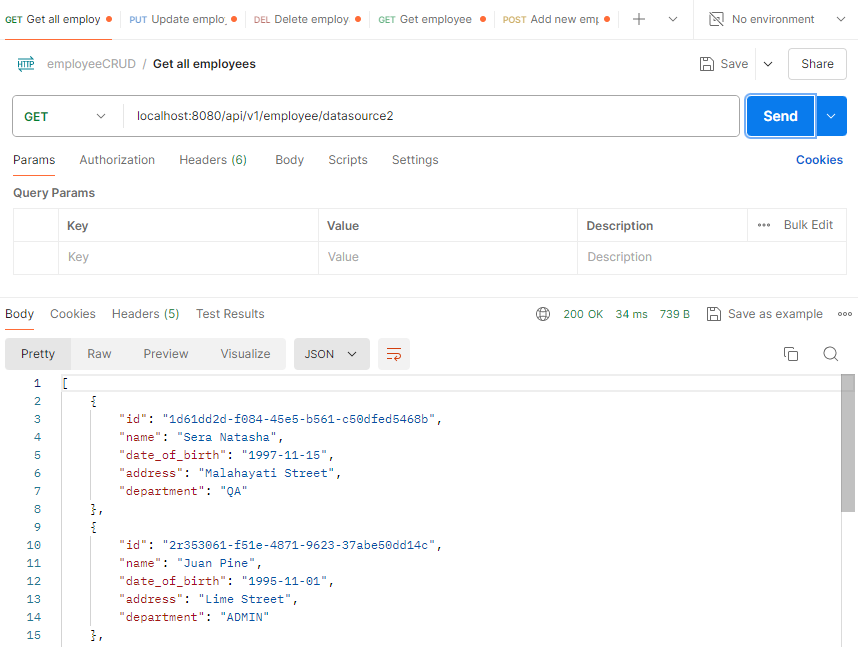 GET Get all employ PUT Update emplo DEL Delete employ GET Get employee POST Add new emp No environment
HTTP employeeCRUD / Get all employees Save Share
GET localhost:8080/api/v1/employee/datasource2 Send
Params Authorization Headers (6) Body Scripts Settings Cookies
Query Params
Key Value Description ••• Bulk Edit
Key Value Description
Body Cookies Headers (5) Test Results 200 OK 34 ms 739 B Save as example
Pretty Raw Preview Visualize JSON
1 [
2 {
3 "id": "1d61dd2d-f084-45e5-b561-c50dfed5468b",
4 "name": "Sera Natasha",
5 "date_of_birth": "1997-11-15",
6 "address": "Malahayati Street",
7 "department": "QA"
8 },
9 {
10 "id": "2r353061-f51e-4871-9623-37abe50dd14c",
11 "name": "Juan Pine",
12 "date_of_birth": "1995-11-01",
13 "address": "Lime Street",
14 "department": "ADMIN"
15 },